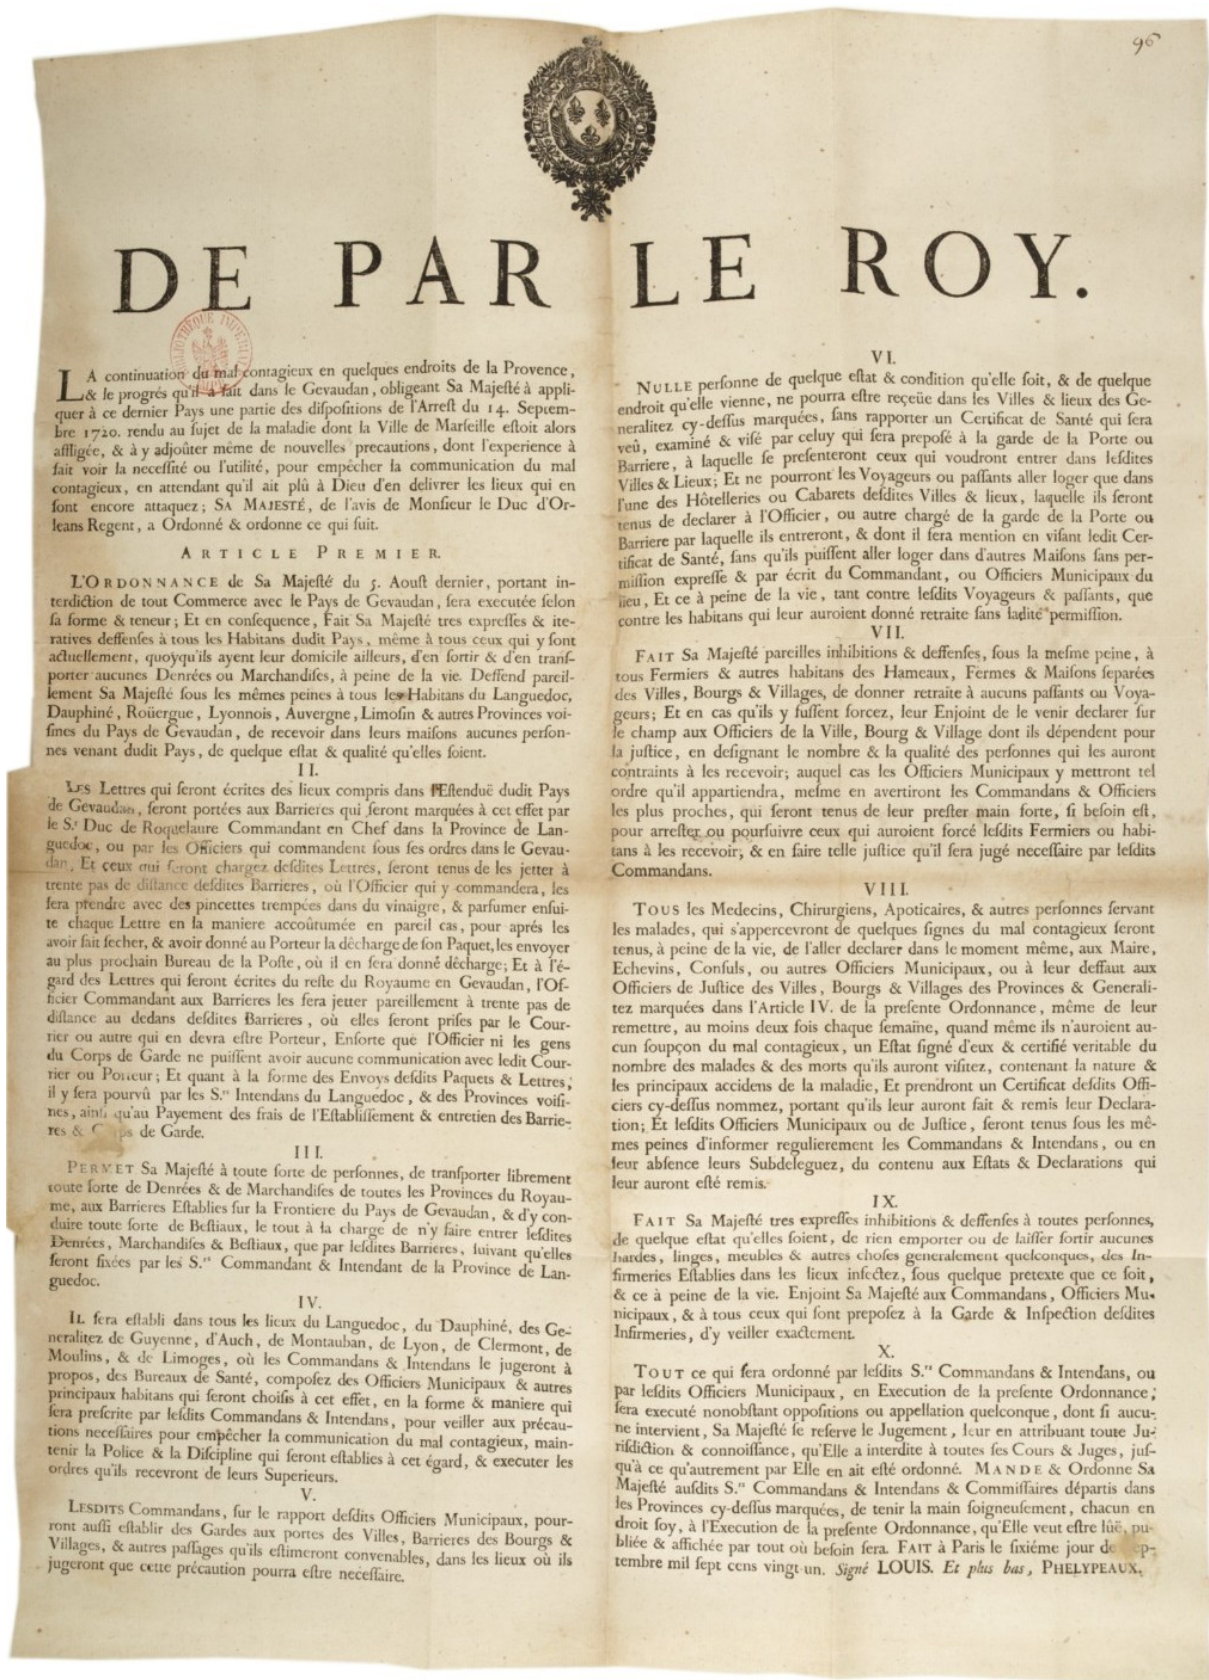 96
DE PAR LE ROY.
LA continuation du mal contagieux en quelques endroits de la Provence,
& le progrés qu'il a fait dans le Gevaudan, obligeant Sa Majeſté à appli-
quer à ce dernier Pays une partie des diſpoſitions de l'Arreſt du 14. Septem-
bre 1720. rendu au ſujet de la maladie dont la Ville de Marſeille eſtoit alors
affligée, & à y adjoûter même de nouvelles precautions, dont l'experience à
fait voir la neceſſité ou l'utilité, pour empêcher la communication du mal
contagieux, en attendant qu'il ait plû à Dieu d'en delivrer les lieux qui en
ſont encore attaquez; SA MAJESTÉ, de l'avis de Monſieur le Duc d'Or-
leans Regent, a Ordonné & ordonne ce qui ſuit.
ARTICLE PREMIER.
L'ORDONNANCE de Sa Majeſté du 5. Aouſt dernier, portant in-
terdiction de tout Commerce avec le Pays de Gevaudan, ſera executée ſelon
ſa forme & teneur; Et en conſequence, Fait Sa Majeſté tres expreſſes & ite-
ratives deffenſes à tous les Habitans dudit Pays, même à tous ceux qui y ſont
actuellement, quoyqu'ils ayent leur domicile ailleurs, d'en ſortir & d'en tranſ-
porter aucunes Denrées ou Marchandiſes, à peine de la vie. Deffend pareil-
lement Sa Majeſté ſous les mêmes peines à tous les Habitans du Languedoc,
Dauphiné, Roüergue, Lyonnois, Auvergne, Limoſin & autres Provinces voi-
ſines du Pays de Gevaudan, de recevoir dans leurs maiſons aucunes perſon-
nes venant dudit Pays, de quelque eſtat & qualité qu'elles ſoient.
II.
LES Lettres qui ſeront écrites des lieux compris dans l'Eſtenduë dudit Pays
de Gevaudan, ſeront portées aux Barrieres qui ſeront marquées à cet effet par
le S.r Duc de Roquelaure Commandant en Chef dans la Province de Lan-
guedoc, ou par les Officiers qui commandent ſous ſes ordres dans le Gevau-
dan, Et ceux qui ſeront chargez deſdites Lettres, ſeront tenus de les jetter à
trente pas de diſtance deſdites Barrieres, où l'Officier qui y commandera, les
ſera prendre avec des pincettes trempées dans du vinaigre, & parfumer enſui-
te chaque Lettre en la maniere accoûtumée en pareil cas, pour aprés les
avoir fait ſecher, & avoir donné au Porteur la décharge de ſon Paquet, les envoyer
au plus prochain Bureau de la Poſte, où il en ſera donné décharge; Et à l'é-
gard des Lettres qui ſeront écrites du reſte du Royaume en Gevaudan, l'Of-
ficier Commandant aux Barrieres les ſera jetter pareillement à trente pas de
diſtance au dedans deſdites Barrieres, où elles ſeront priſes par le Cour-
rier ou autre qui en devra eſtre Porteur, Enſorte que l'Officier ni les gens
du Corps de Garde ne puiſſent avoir aucune communication avec ledit Cour-
rier ou Porteur; Et quant à la forme des Envoys deſdits Paquets & Lettres,
il y ſera pourvû par les S.rs Intendans du Languedoc, & des Provinces voiſi-
nes, ainſi qu'au Payement des frais de l'Eſtabliſſement & entretien des Barrie-
res & Corps de Garde.
III.
PERMET Sa Majeſté à toute ſorte de perſonnes, de tranſporter librement
toute ſorte de Denrées & de Marchandiſes de toutes les Provinces du Royau-
me, aux Barrieres Eſtablies ſur la Frontiere du Pays de Gevaudan, & d'y con-
duire toute ſorte de Beſtiaux, le tout à la charge de n'y faire entrer leſdites
Denrées, Marchandiſes & Beſtiaux, que par leſdites Barrieres, ſuivant qu'elles
ſeront fixées par les S.rs Commandant & Intendant de la Province de Lan-
guedoc.
IV.
IL ſera eſtabli dans tous les lieux du Languedoc, du Dauphiné, des Ge-
neralitez de Guyenne, d'Auch, de Montauban, de Lyon, de Clermont, de
Moulins, & de Limoges, où les Commandans & Intendans le jugeront à
propos, des Bureaux de Santé, compoſez des Officiers Municipaux & autres
principaux habitans qui ſeront choiſis à cet effet, en la forme & maniere qui
ſera preſcrite par leſdits Commandans & Intendans, pour veiller aux précau-
tions neceſſaires pour empêcher la communication du mal contagieux, main-
tenir la Police & la Diſcipline qui ſeront eſtablies à cet égard, & executer les
ordres qu'ils recevront de leurs Superieurs.
V.
LESDITS Commandans, ſur le rapport deſdits Officiers Municipaux, pour-
ront auſſi eſtablir des Gardes aux portes des Villes, Barrieres des Bourgs &
Villages, & autres paſſages qu'ils eſtimeront convenables, dans les lieux où ils
jugeront que cette précaution pourra eſtre neceſſaire.
VI.
NULLE perſonne de quelque eſtat & condition qu'elle ſoit, & de quelque
endroit qu'elle vienne, ne pourra eſtre reçeüe dans les Villes & lieux des Ge-
neralitez cy-deſſus marquées, ſans rapporter un Certificat de Santé qui ſera
veû, examiné & viſé par celuy qui ſera prepoſé à la garde de la Porte ou
Barriere, à laquelle ſe preſenteront ceux qui voudront entrer dans leſdites
Villes & Lieux; Et ne pourront les Voyageurs ou paſſants aller loger que dans
l'une des Hôtelleries ou Cabarets deſdites Villes & lieux, laquelle ils ſeront
tenus de declarer à l'Officier, ou autre chargé de la garde de la Porte ou
Barriere par laquelle ils entreront, & dont il ſera mention en viſant ledit Cer-
tificat de Santé, ſans qu'ils puiſſent aller loger dans d'autres Maiſons ſans per-
miſſion expreſſe & par écrit du Commandant, ou Officiers Municipaux du
lieu, Et ce à peine de la vie, tant contre leſdits Voyageurs & paſſants, que
contre les habitans qui leur auroient donné retraite ſans ladite permiſſion.
VII.
FAIT Sa Majeſté pareilles inhibitions & deffenſes, ſous la meſme peine, à
tous Fermiers & autres habitans des Hameaux, Fermes & Maiſons ſeparées
des Villes, Bourgs & Villages, de donner retraite à aucuns paſſants ou Voya-
geurs; Et en cas qu'ils y fuſſent forcez, leur Enjoint de le venir declarer ſur
le champ aux Officiers de la Ville, Bourg & Village dont ils dépendent pour
la juſtice, en deſignant le nombre & la qualité des perſonnes qui les auront
contraints à les recevoir; auquel cas les Officiers Municipaux y mettront tel
ordre qu'il appartiendra, meſme en avertiront les Commandans & Officiers
les plus proches, qui ſeront tenus de leur preſter main forte, ſi beſoin eſt,
pour arreſter ou pourſuivre ceux qui auroient forcé leſdits Fermiers ou habi-
tans à les recevoir, & en faire telle juſtice qu'il ſera jugé neceſſaire par leſdits
Commandans.
VIII.
TOUS les Medecins, Chirurgiens, Apoticaires, & autres perſonnes ſervant
les malades, qui s'appercevront de quelques ſignes du mal contagieux ſeront
tenus, à peine de la vie, de l'aller declarer dans le moment même, aux Maire,
Echevins, Conſuls, ou autres Officiers Municipaux, ou à leur deffaut aux
Officiers de Juſtice des Villes, Bourgs & Villages des Provinces & Generali-
tez marquées dans l'Article IV. de la preſente Ordonnance, même de leur
remettre, au moins deux fois chaque ſemaine, quand même ils n'auroient au-
cun ſoupçon du mal contagieux, un Eſtat ſigné d'eux & certifié veritable du
nombre des malades & des morts qu'ils auront viſitez, contenant la nature &
les principaux accidens de la maladie, Et prendront un Certificat deſdits Offi-
ciers cy-deſſus nommez, portant qu'ils leur auront fait & remis leur Declara-
tion; Et leſdits Officiers Municipaux ou de Juſtice, ſeront tenus ſous les mê-
mes peines d'informer regulierement les Commandans & Intendans, ou en
leur abſence leurs Subdeleguez, du contenu aux Eſtats & Declarations qui
leur auront eſté remis.
IX.
FAIT Sa Majeſté tres expreſſes inhibitions & deffenſes à toutes perſonnes,
de quelque eſtat qu'elles ſoient, de rien emporter ou de laiſſer ſortir aucunes
hardes, linges, meubles & autres choſes generalement quelconques, des In-
firmeries Eſtablies dans les lieux infectez, ſous quelque pretexte que ce ſoit,
& ce à peine de la vie. Enjoint Sa Majeſté aux Commandans, Officiers Mu-
nicipaux, & à tous ceux qui ſont prepoſez à la Garde & Inſpection deſdites
Infirmeries, d'y veiller exactement.
X.
TOUT ce qui ſera ordonné par leſdits S.rs Commandans & Intendans, ou
par leſdits Officiers Municipaux, en Execution de la preſente Ordonnance,
ſera executé nonobſtant oppoſitions ou appellation quelconque, dont ſi aucu-
ne intervient, Sa Majeſté ſe reſerve le Jugement, leur en attribuant toute Ju-
riſdiction & connoiſſance, qu'Elle a interdite à toutes ſes Cours & Juges, juſ-
qu'à ce qu'autrement par Elle en ait eſté ordonné. MANDE & Ordonne Sa
Majeſté auſdits S.rs Commandans & Intendans & Commiſſaires départis dans
les Provinces cy-deſſus marquées, de tenir la main ſoigneuſement, chacun en
droit ſoy, à l'Execution de la preſente Ordonnance, qu'Elle veut eſtre lûë, pu-
bliée & affichée par tout où beſoin ſera. FAIT à Paris le ſixiéme jour de Sep-
tembre mil ſept cens vingt-un. Signé LOUIS. Et plus bas, PHELYPEAUX.